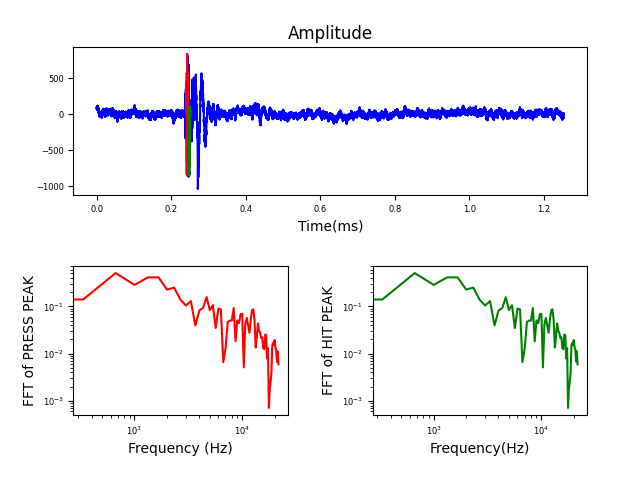 Amplitude
500
0
−500
−1000
0.0 0.2 0.4 0.6 0.8 1.0 1.2
Time(ms)
FFT of PRESS PEAK
10⁻¹
10⁻²
10⁻³
10³ 10⁴
Frequency (Hz)
FFT of HIT PEAK
10⁻¹
10⁻²
10⁻³
10³ 10⁴
Frequency(Hz)